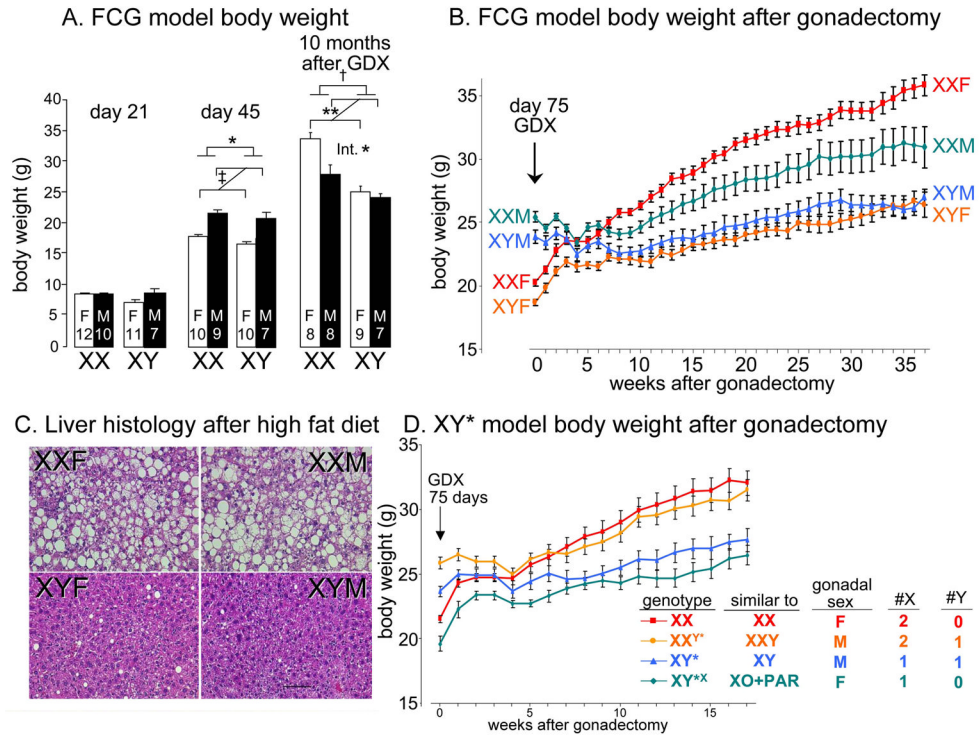 A. FCG model body weight
10 months
after GDX
†
day 21
day 45
**
*
‡
Int. *
body weight (g)
40
35
30
25
20
15
10
5
0
F
12
M
10
F
11
M
7
F
10
M
9
F
10
M
7
F
8
M
8
F
9
M
7
XX
XY
XX
XY
XX
XY
B. FCG model body weight after gonadectomy
day 75
GDX
body weight (g)
35
30
25
20
15
XXM
XYM
XXF
XYF
XXF
XXM
XYM
XYF
0
5
10
15
20
25
30
35
weeks after gonadectomy
C. Liver histology after high fat diet
XXF
XXM
XYF
XYM
D. XY* model body weight after gonadectomy
GDX
75 days
body weight (g)
35
30
25
20
15
0
5
10
15
weeks after gonadectomy
genotype similar to gonadal sex #X #Y
XX XX F 2 0
XXY* XXY M 2 1
XY* XY M 1 1
XY*X XO+PAR F 1 0